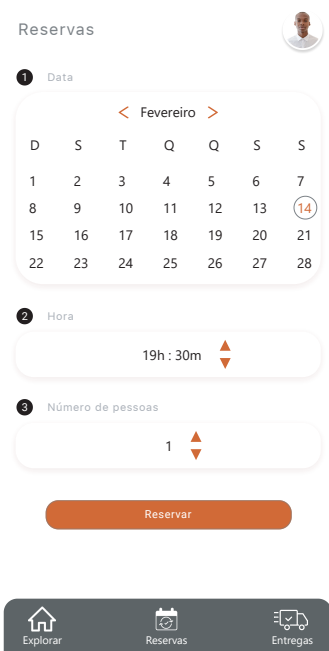 Reservas
1 Data
< Fevereiro >
D S T Q Q S S
1 2 3 4 5 6 7
8 9 10 11 12 13 14
15 16 17 18 19 20 21
22 23 24 25 26 27 28
2 Hora
19h : 30m
3 Número de pessoas
1
Reservar
Explorar Reservas Entregas